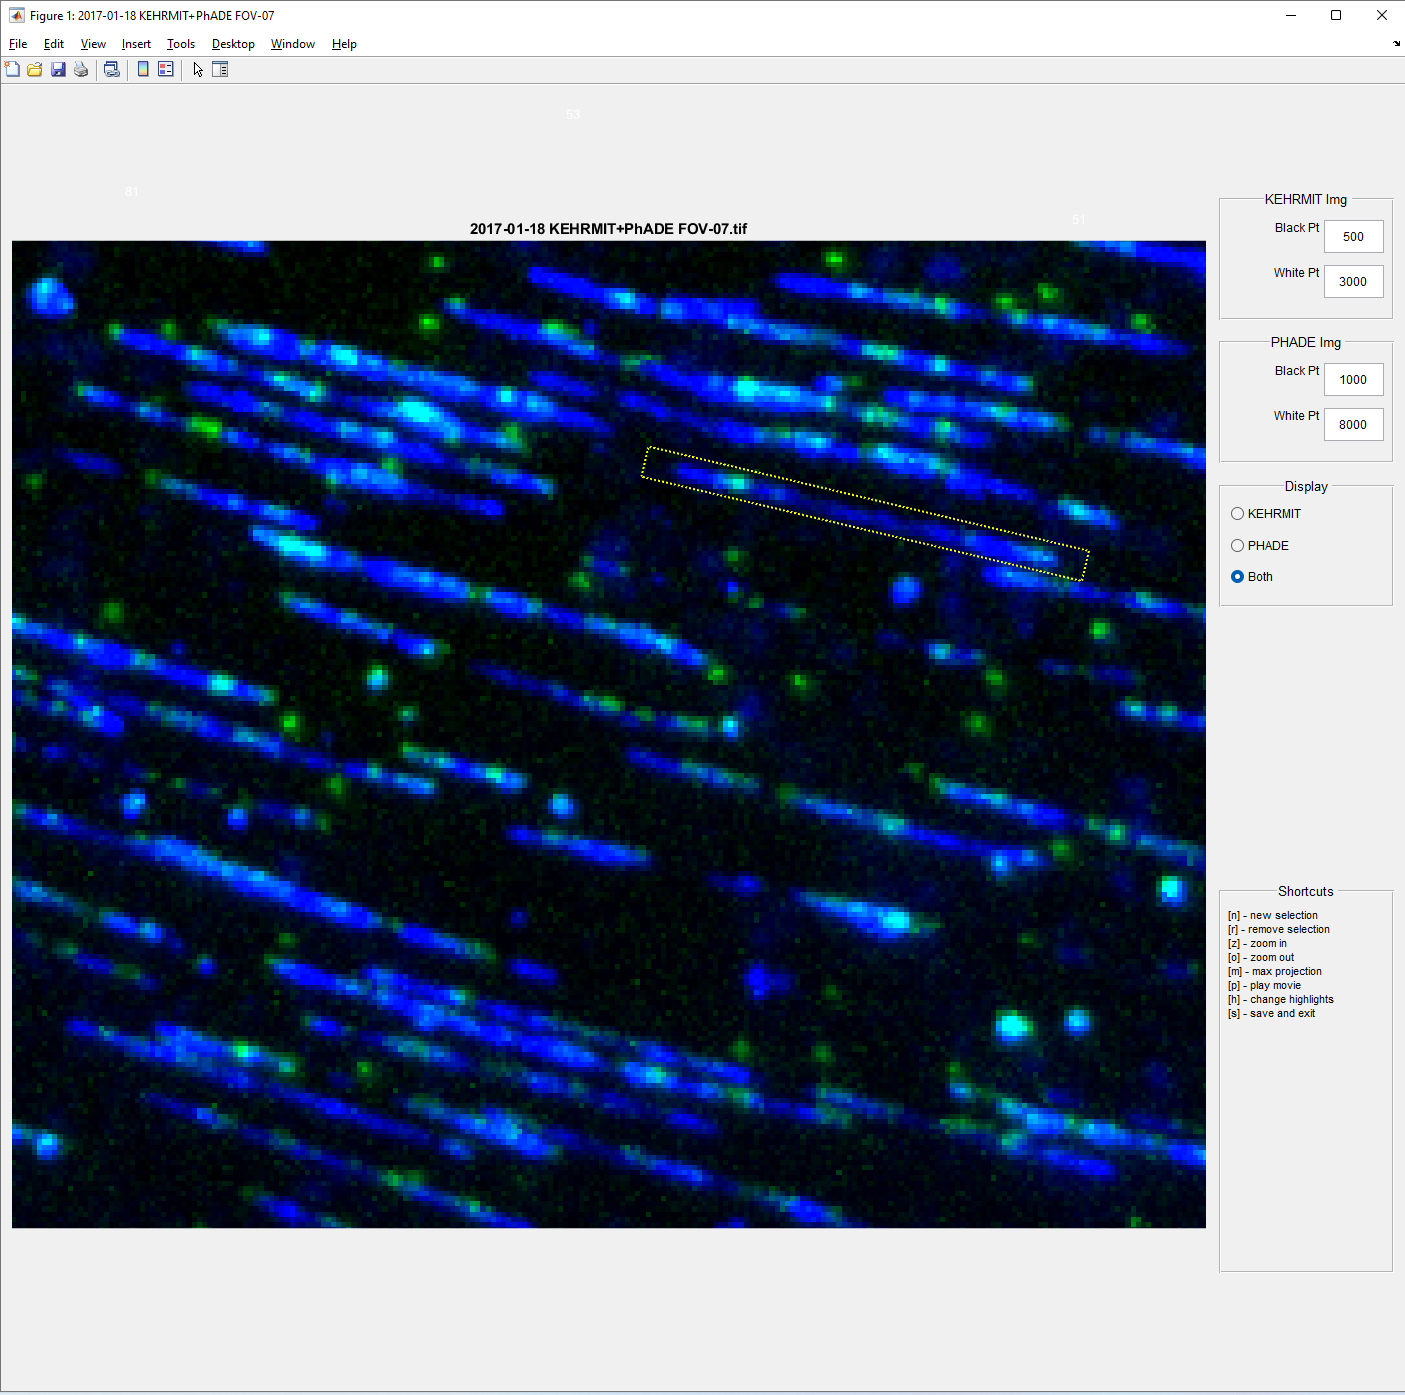 Figure 1: 2017-01-18 KEHRMIT+PhADE FOV-07
File Edit View Insert Tools Desktop Window Help
53
61
51
2017-01-18 KEHRMIT+PhADE FOV-07.tif
KEHRMIT Img
Black Pt 500
White Pt 3000
PHADE Img
Black Pt 1000
White Pt 8000
Display
KEHRMIT
PHADE
Both
Shortcuts
[n] - new selection
[r] - remove selection
[z] - zoom in
[o] - zoom out
[m] - max projection
[p] - play movie
[h] - change highlights
[s] - save and exit